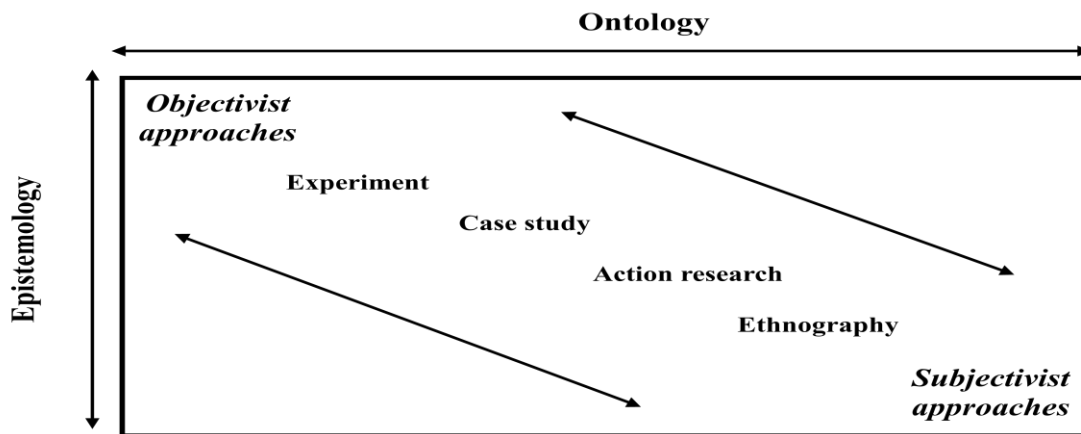 Ontology
Epistemology
Objectivist
approaches
Experiment
Case study
Action research
Ethnography
Subjectivist
approaches